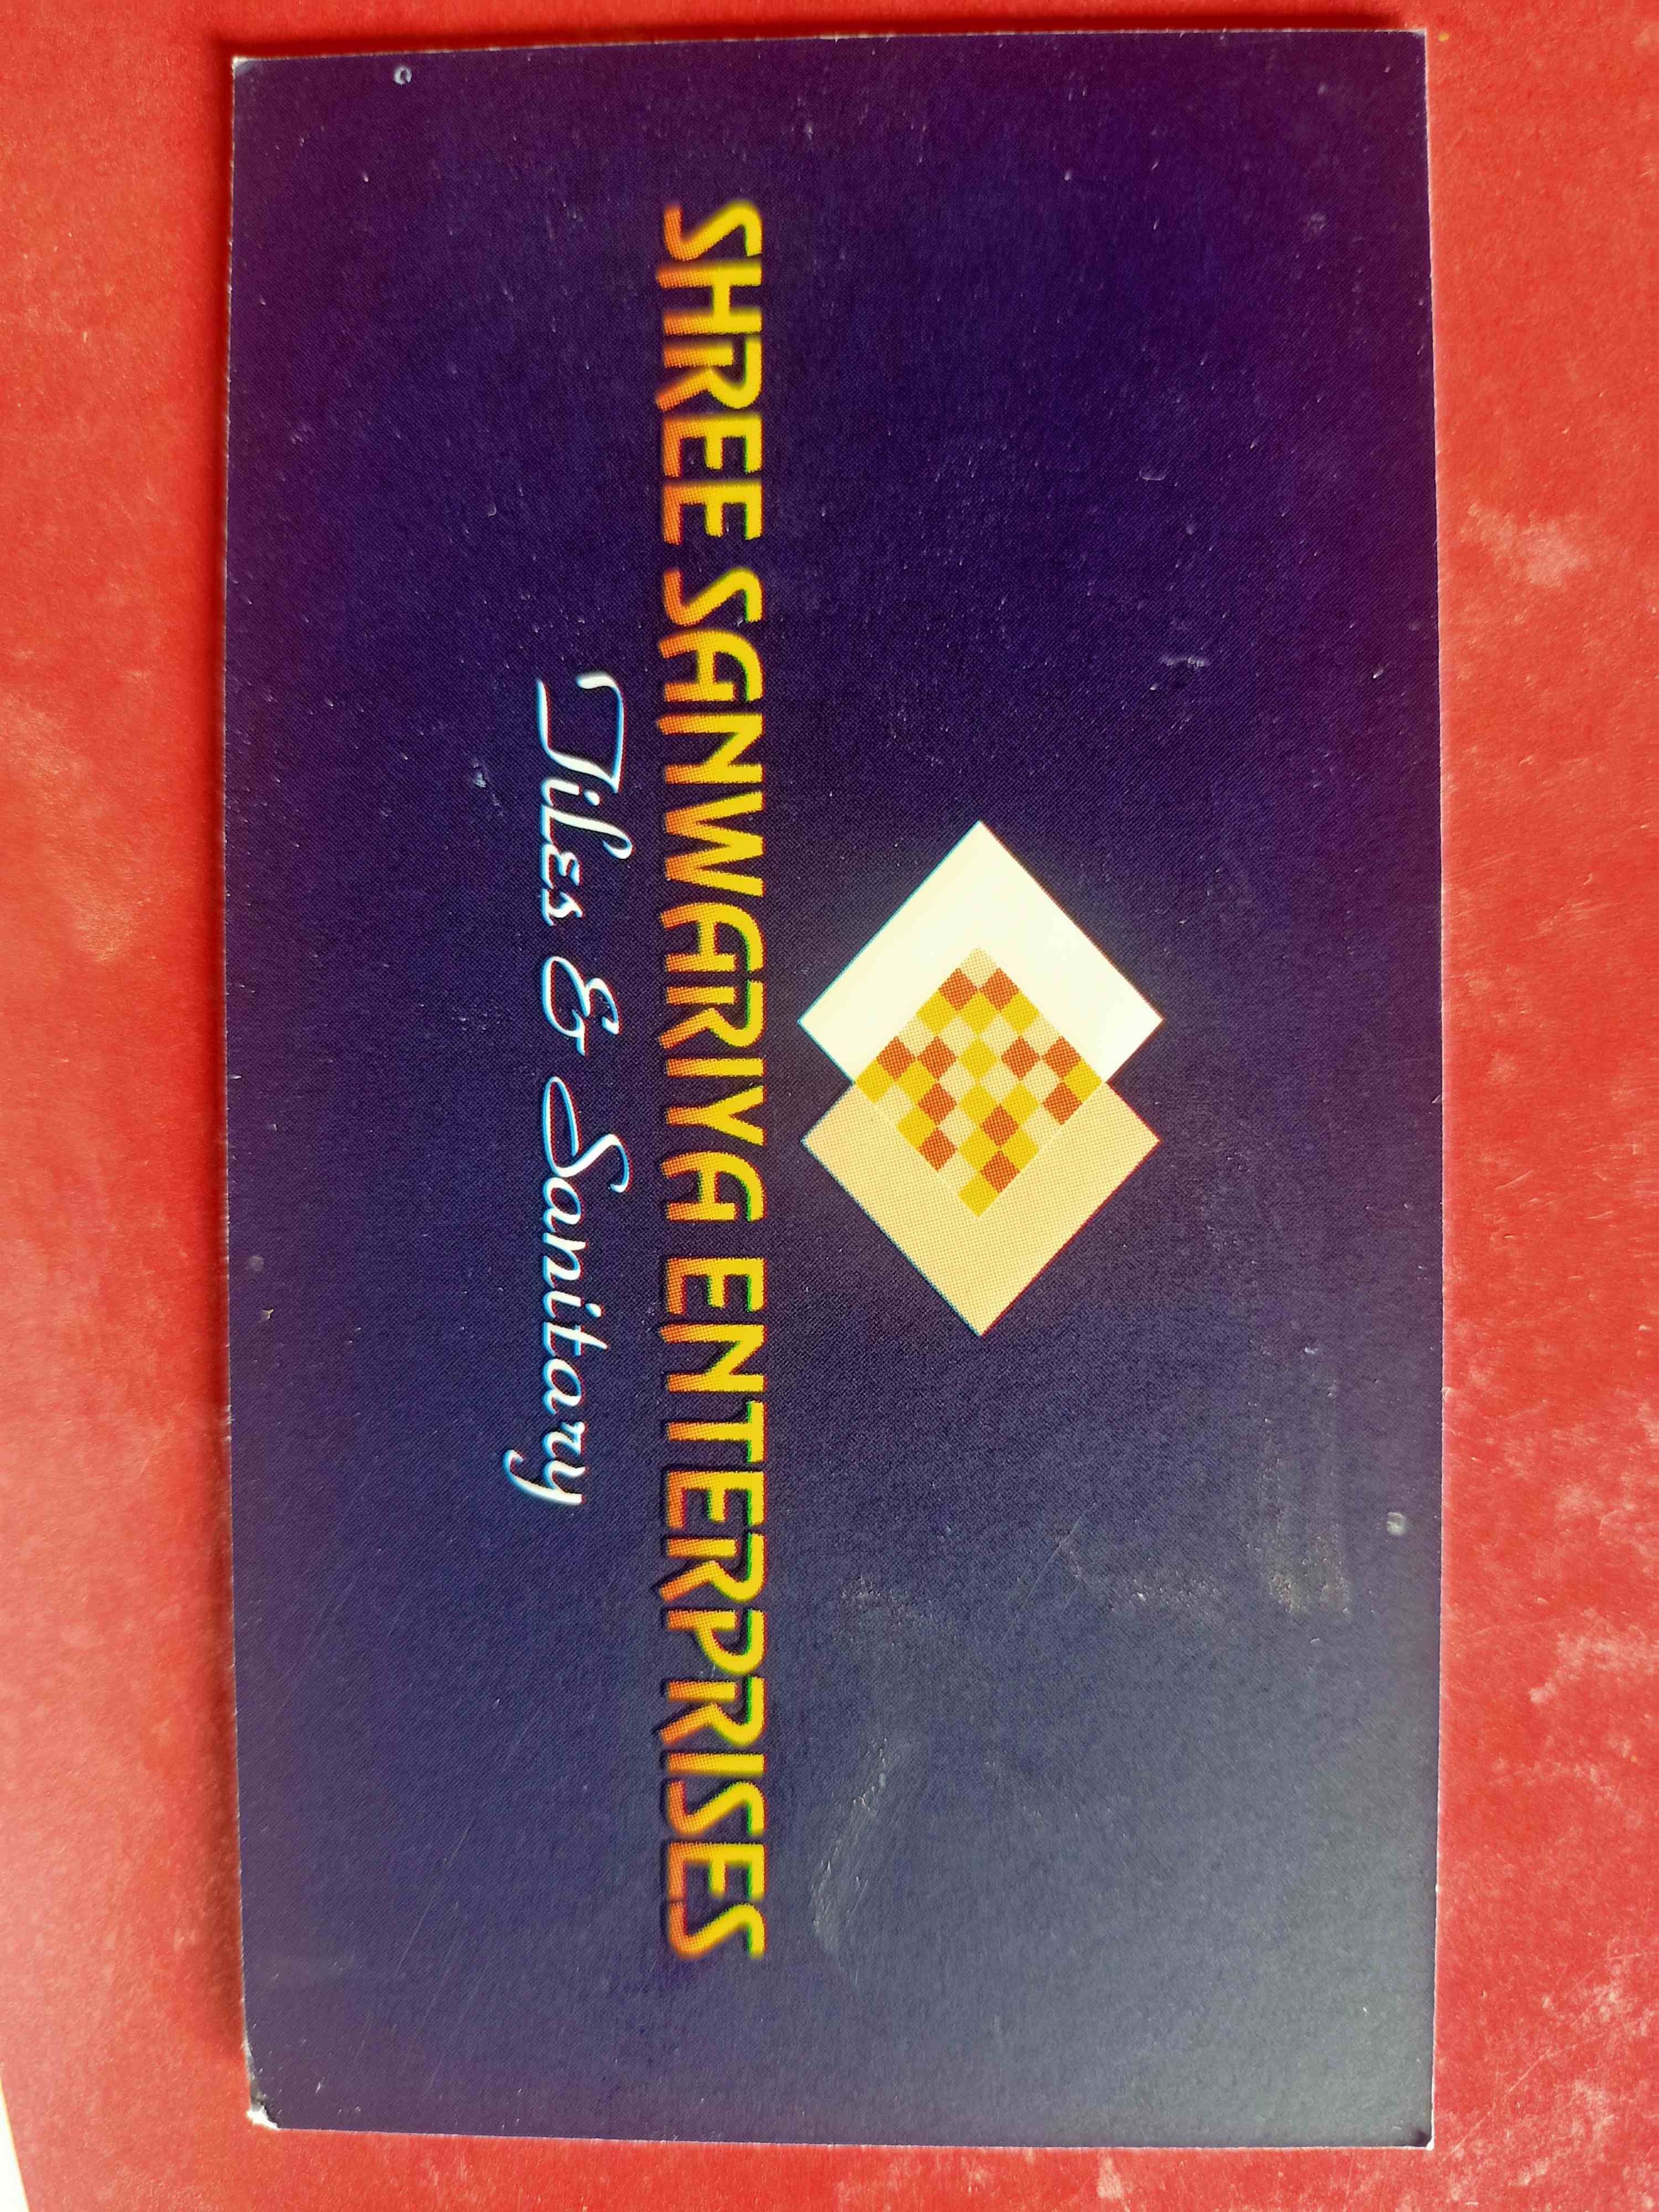 SHREE SANWARIYA ENTERPRISES
Tiles & Sanitary